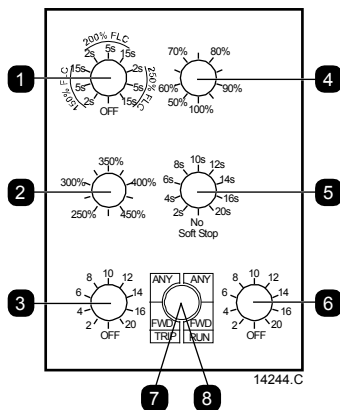 200% FLC
2s 5s 15s
150% FLC
15s 5s 2s
250% FLC
2s 5s 15s
OFF
70% 80%
60% 90%
50% 100%
350%
300% 400%
250% 450%
10s
8s 12s
6s 14s
4s 16s
2s 20s
No
Soft Stop
10
8 12
6 14
4 16
2 20
OFF
ANY ANY
FWD FWD
TRIP RUN
10
8 12
6 14
4 16
2 20
OFF
1
2
3
4
5
6
7
8
14244.C